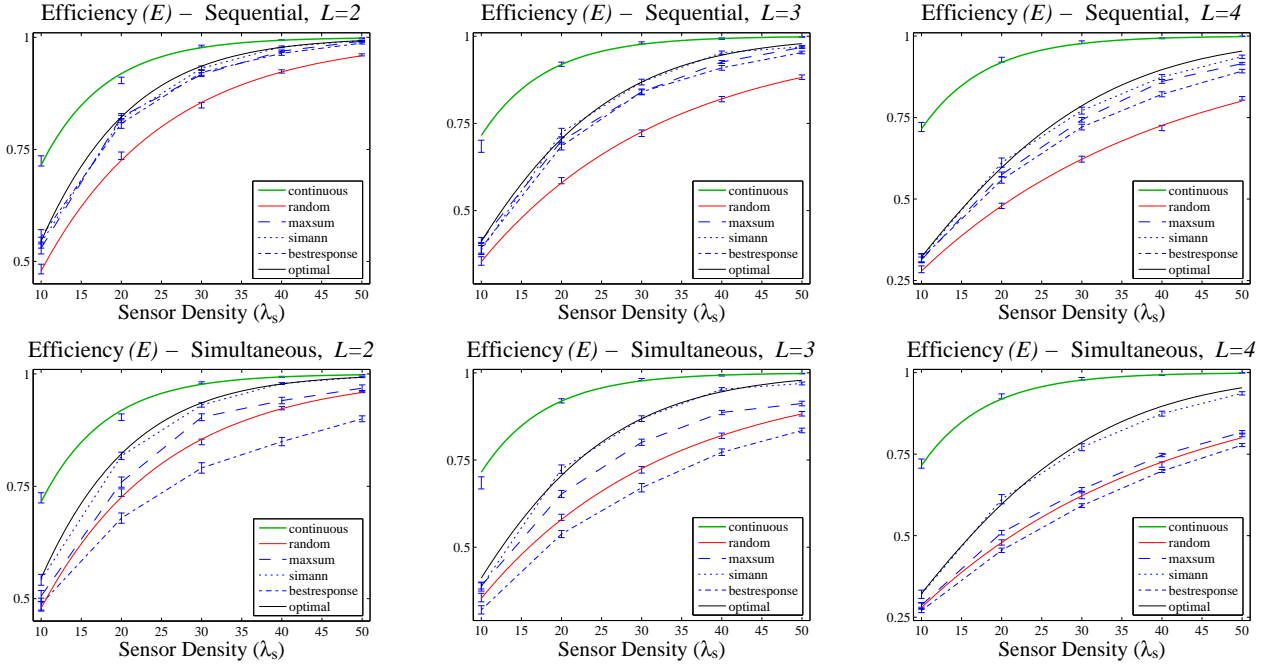 Efficiency (E) – Sequential, L=2
1
0.75
0.5
10 15 20 25 30 35 40 45 50
Sensor Density (λs)
continuous
random
maxsum
simann
bestresponse
optimal
Efficiency (E) – Sequential, L=3
1
0.75
0.5
10 15 20 25 30 35 40 45 50
Sensor Density (λs)
continuous
random
maxsum
simann
bestresponse
optimal
Efficiency (E) – Sequential, L=4
1
0.75
0.5
0.25
10 15 20 25 30 35 40 45 50
Sensor Density (λs)
continuous
random
maxsum
simann
bestresponse
optimal
Efficiency (E) – Simultaneous, L=2
1
0.75
0.5
10 15 20 25 30 35 40 45 50
Sensor Density (λs)
continuous
random
maxsum
simann
bestresponse
optimal
Efficiency (E) – Simultaneous, L=3
1
0.75
0.5
10 15 20 25 30 35 40 45 50
Sensor Density (λs)
continuous
random
maxsum
simann
bestresponse
optimal
Efficiency (E) – Simultaneous, L=4
1
0.75
0.5
0.25
10 15 20 25 30 35 40 45 50
Sensor Density (λs)
continuous
random
maxsum
simann
bestresponse
optimal